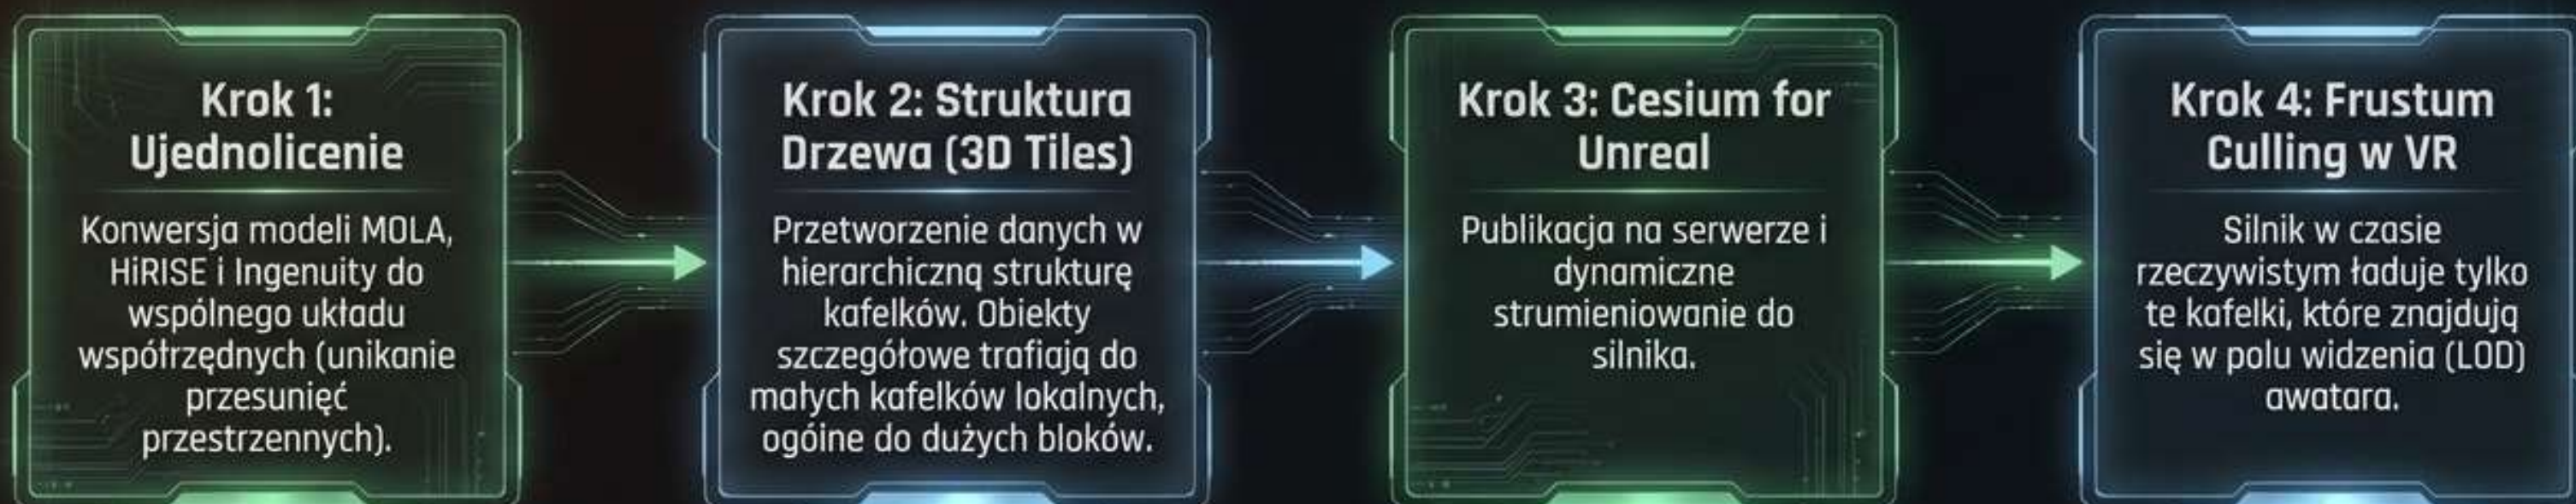 Krok 1:
Ujednolicenie
Konwersja modeli MOLA,
HiRISE i Ingenuity do
wspólnego układu
współrzędnych (unikanie
przesunięć
przestrzennych).
Krok 2: Struktura
Drzewa (3D Tiles)
Przetworzenie danych w
hierarchiczną strukturę
kafelków. Obiekty
szczegółowe trafiają do
małych kafelków lokalnych,
ogóine do dużych bloków.
Krok 3: Cesium for
Unreal
Publikacja na serwerze i
dynamiczne
strumieniowanie do
silnika.
Krok 4: Frustum
Culling w VR
Silnik w czasie
rzeczywistym ładuje tylko
te kafelki, które znajdują
się w polu widzenia (LOD)
awatara.